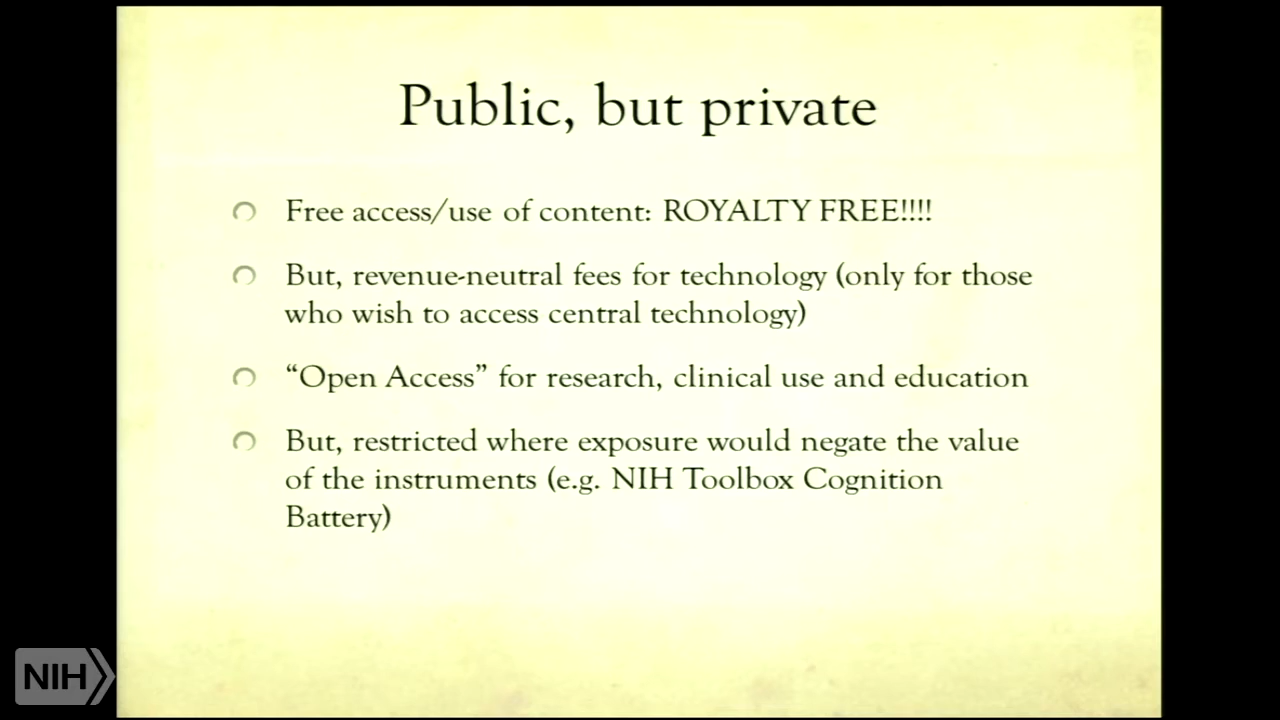 Public, but private
Free access/use of content: ROYALTY FREE!!!!
But, revenue-neutral fees for technology (only for those
who wish to access central technology)
“Open Access” for research, clinical use and education
But, restricted where exposure would negate the value
of the instruments (e.g. NIH Toolbox Cognition
Battery)
NIH